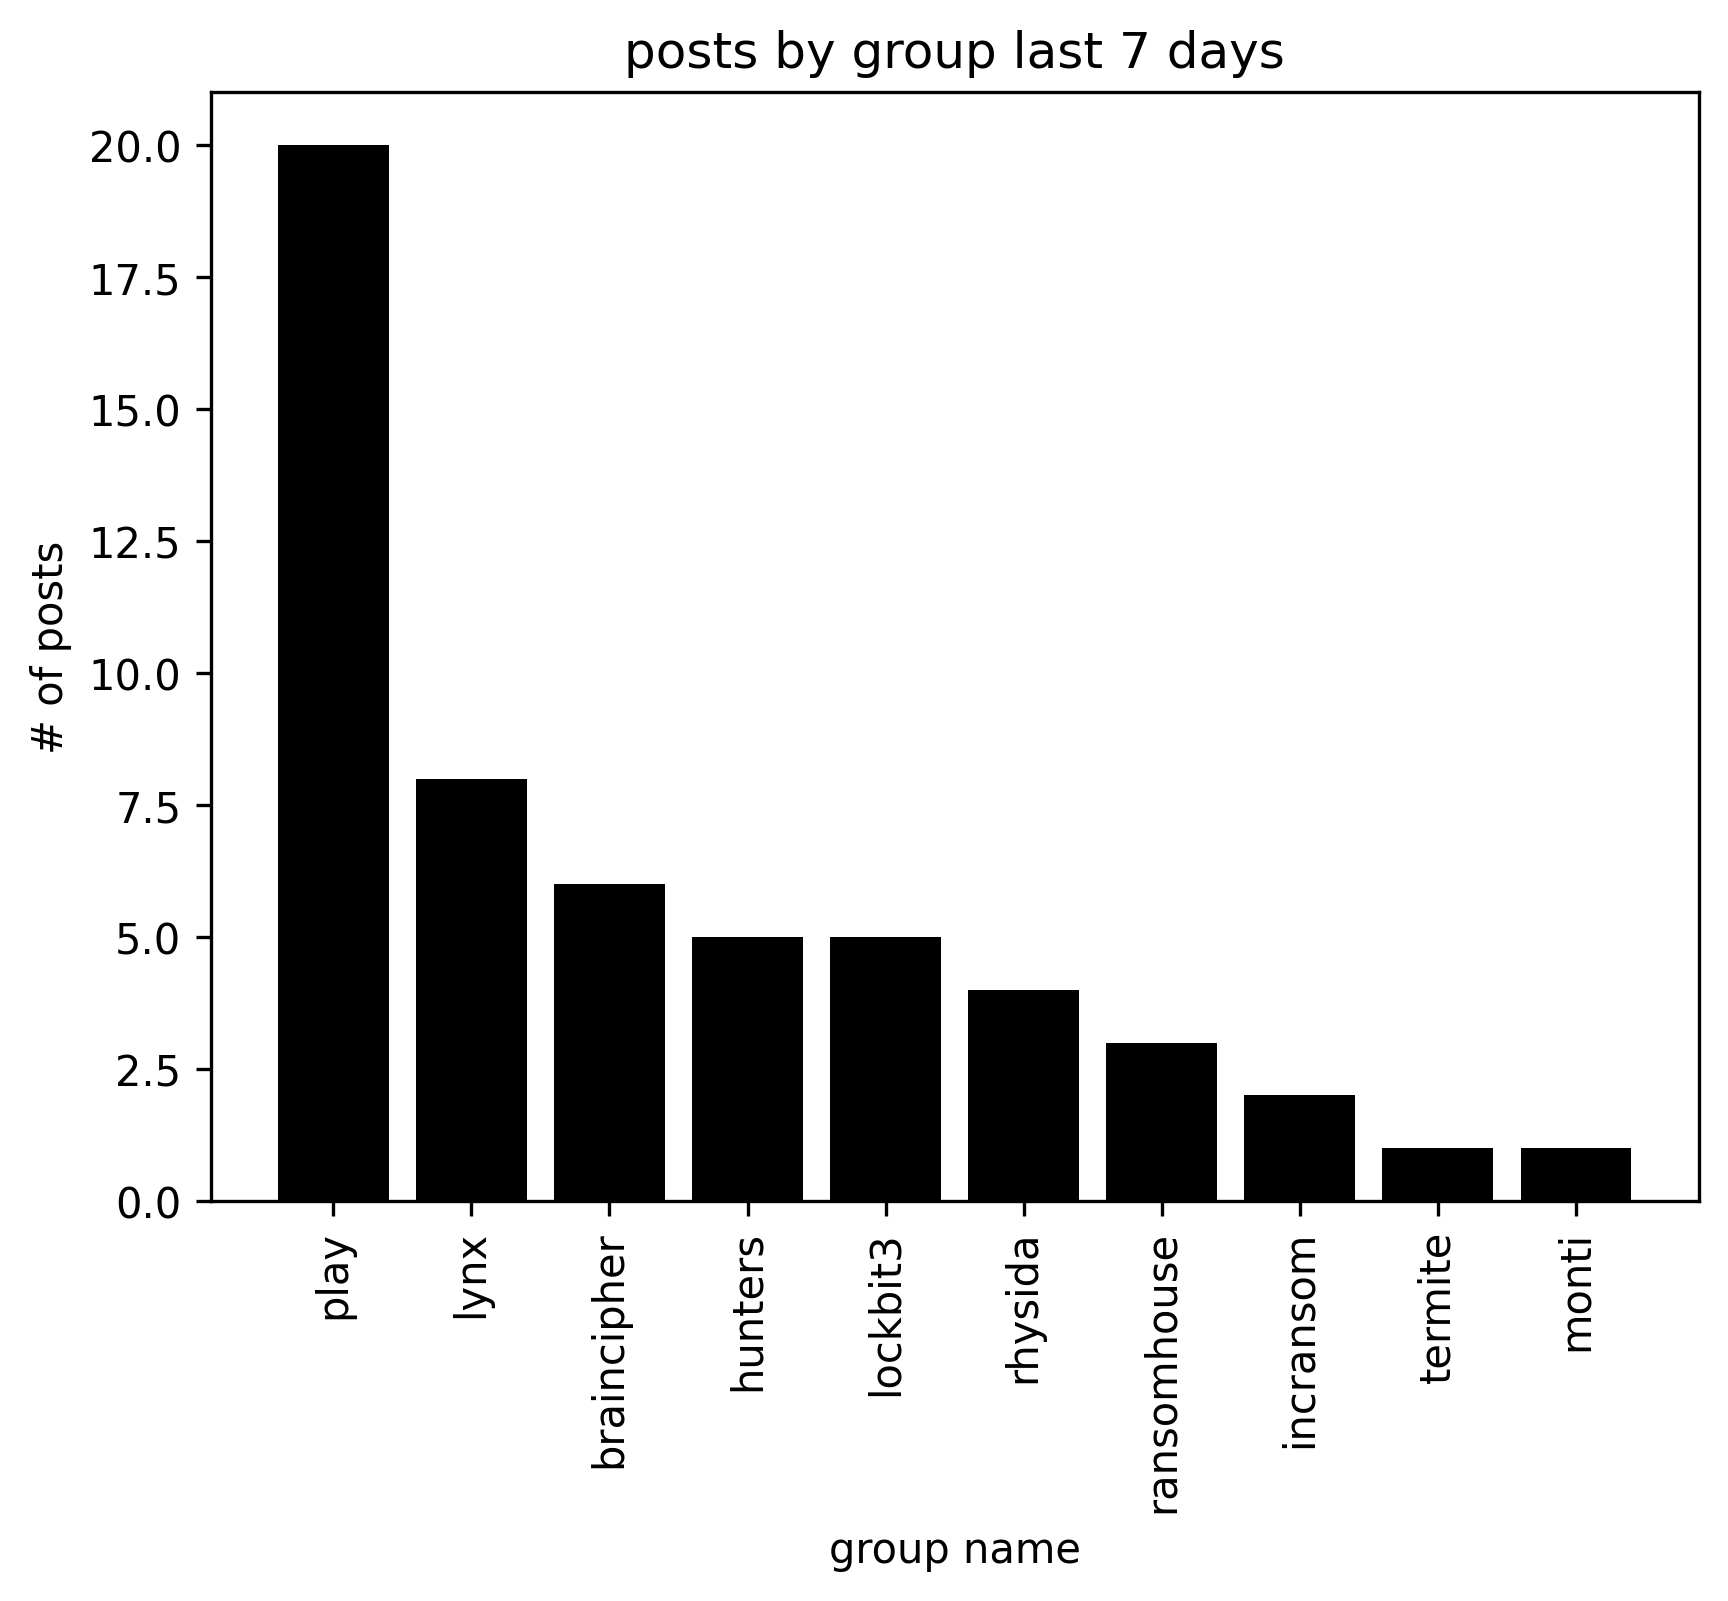 posts by group last 7 days
# of posts
20.0
17.5
15.0
12.5
10.0
7.5
5.0
2.5
0.0
play
lynx
braincipher
hunters
lockbit3
rhysida
ransomhouse
incransom
termite
monti
group name